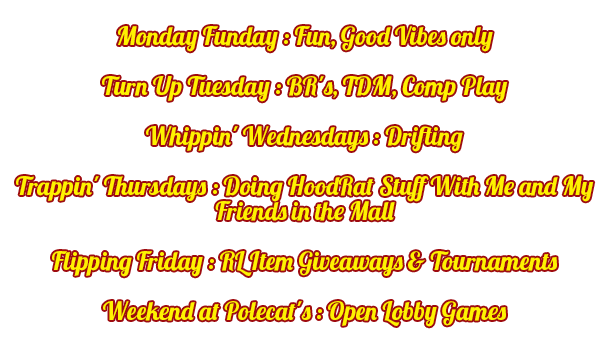 Monday Funday : Fun, Good Vibes only
Turn Up Tuesday : BR's, TDM, Comp Play
Whippin' Wednesdays : Drifting
Trappin' Thursdays : Doing HoodRat Stuff With Me and My
Friends in the Mall
Flipping Friday : RL Item Giveaways & Tournaments
Weekend at Polecat's : Open Lobby Games